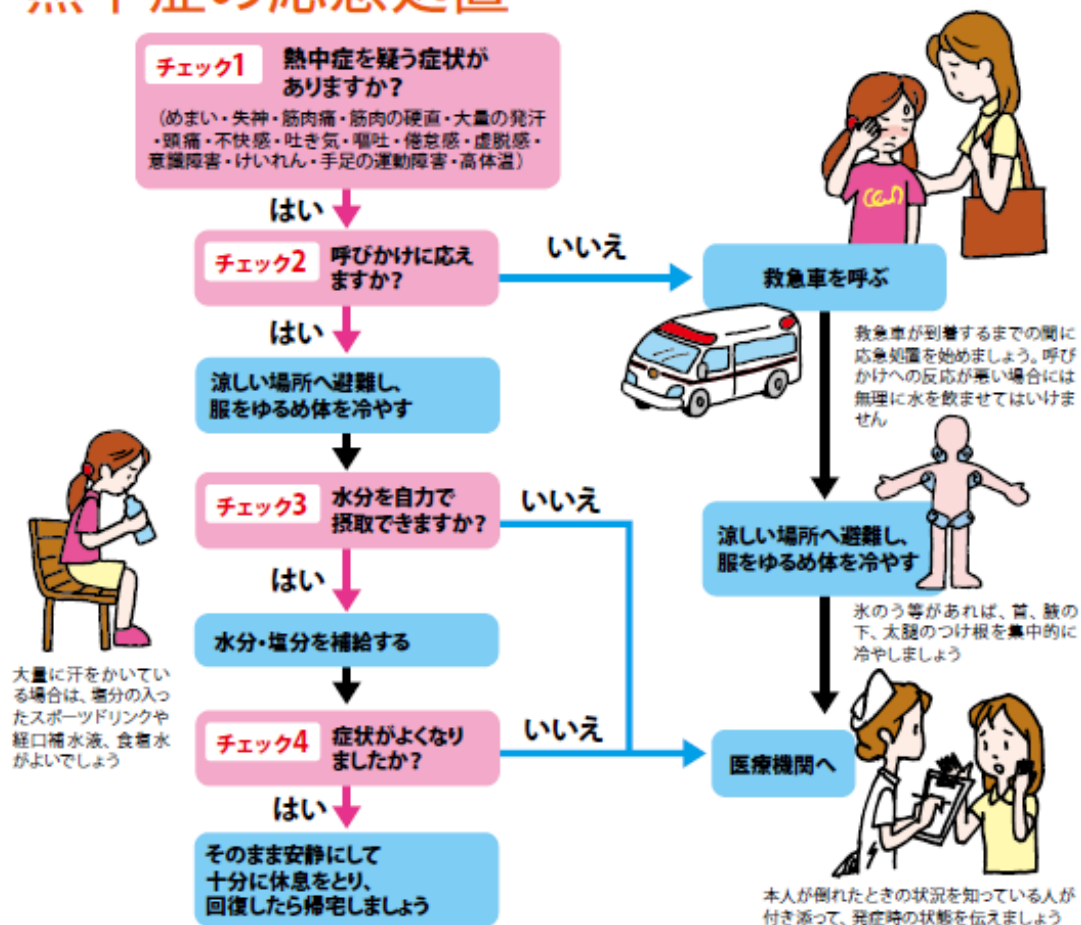 熱中症の応急処置
チェック1
熱中症を疑う症状が
ありますか?
(めまい・失神・筋肉痛・筋肉の硬直・大量の発汗
・頭痛・不快感・吐き気・嘔吐・倦怠感・虚脱感・
意識障害・けいれん・手足の運動障害・高体温)
はい
チェック2
呼びかけに応え
ますか?
いいえ
救急車を呼ぶ
救急車が到着するまでの間に
応急処置を始めましょう。呼び
かけへの反応が悪い場合には
無理に水を飲ませてはいけま
せん
はい
涼しい場所へ避難し、
服をゆるめ体を冷やす
チェック3
水分を自力で
摂取できますか?
いいえ
涼しい場所へ避難し、
服をゆるめ体を冷やす
氷のう等があれば、首、腋の
下、太腿のつけ根を集中的に
冷やしましょう
はい
水分・塩分を補給する
大量に汗をかいてい
る場合は、塩分の入っ
たスポーツドリンクや
経口補水液、食塩水
がよいでしょう
チェック4
症状がよくなり
ましたか?
いいえ
医療機関へ
本人が倒れたときの状況を知っている人が
付き添って、発症時の状態を伝えましょう
はい
そのまま安静にして
十分に休息をとり、
回復したら帰宅しましょう